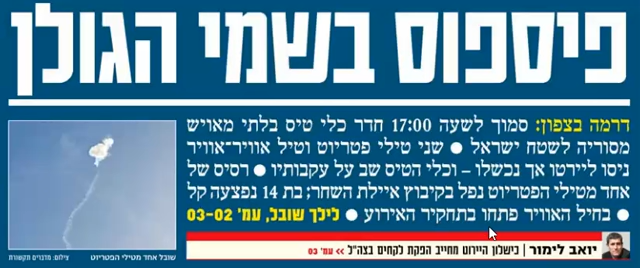 פיספוס בשמי הגולן
דרמה בצפון: סמוך לשעה 17:00 חדר כלי טיס בלתי מאויש
מסוריה לשטח ישראל ● שני טילי פטריוט וטיל אוויר-אוויר
ניסו ליירטו אך נכשלו – וכלי הטיס שב על עקבותיו ● רסיס של
אחד מטילי הפטריוט נפל בקיבוץ איילת השחר; בת 14 נפצעה קל
● בחיל האוויר פתחו בתחקיר האירוע ● לילך שובל, עמ' 03-02
יואב לימור | כישלון היירוט מחייב הפקת לקחים בצה"ל >> עמ' 03
שובל אחד מטילי הפטריוט
צילום: מדברים תקשורת